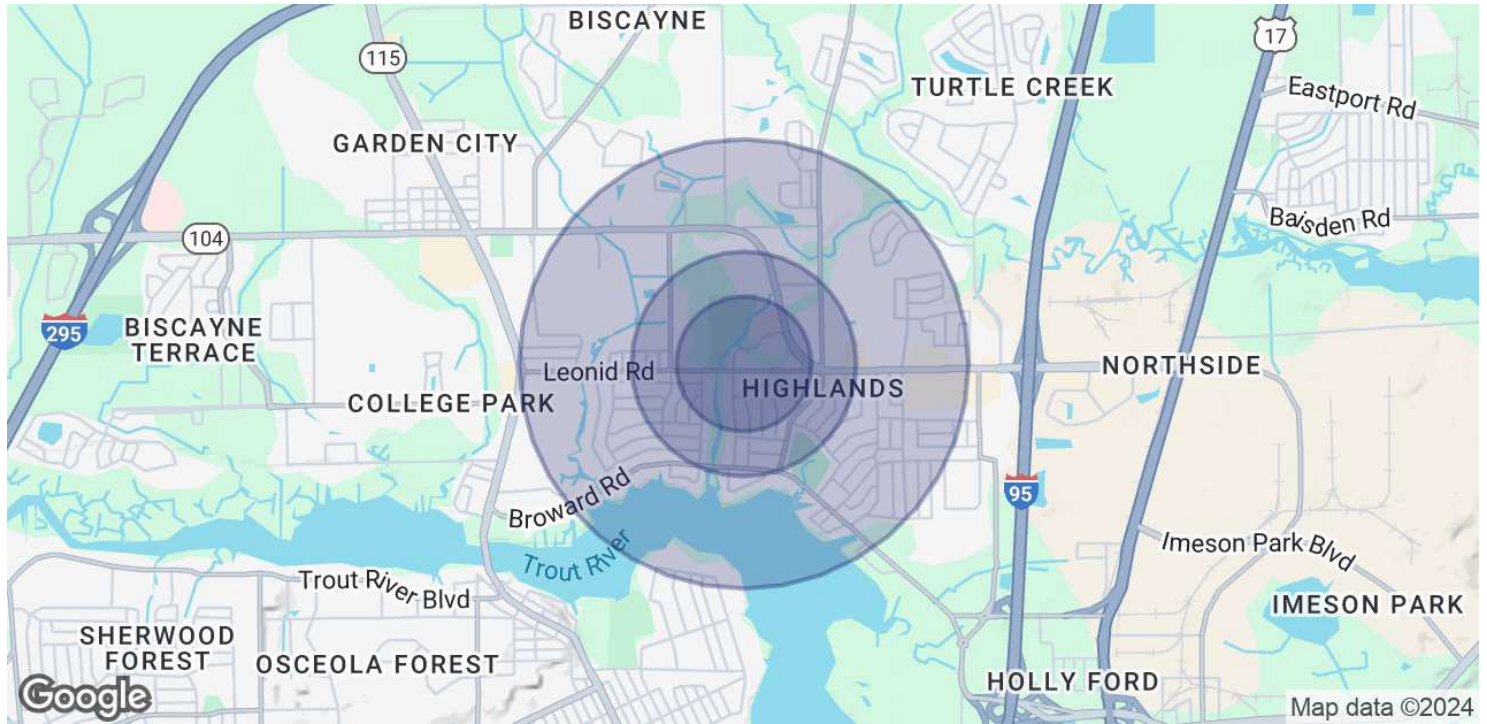 BISCAYNE
17
115
TURTLE CREEK
Eastport Rd
GARDEN CITY
Baisden Rd
104
295
BISCAYNE
TERRACE
NORTHSIDE
Leonid Rd
HIGHLANDS
COLLEGE PARK
95
Broward Rd
Imeson Park Blvd
Trout River
Trout River Blvd
IMESON PARK
SHERWOOD
FOREST
OSCEOLA FOREST
HOLLY FORD
Google
Map data ©2024